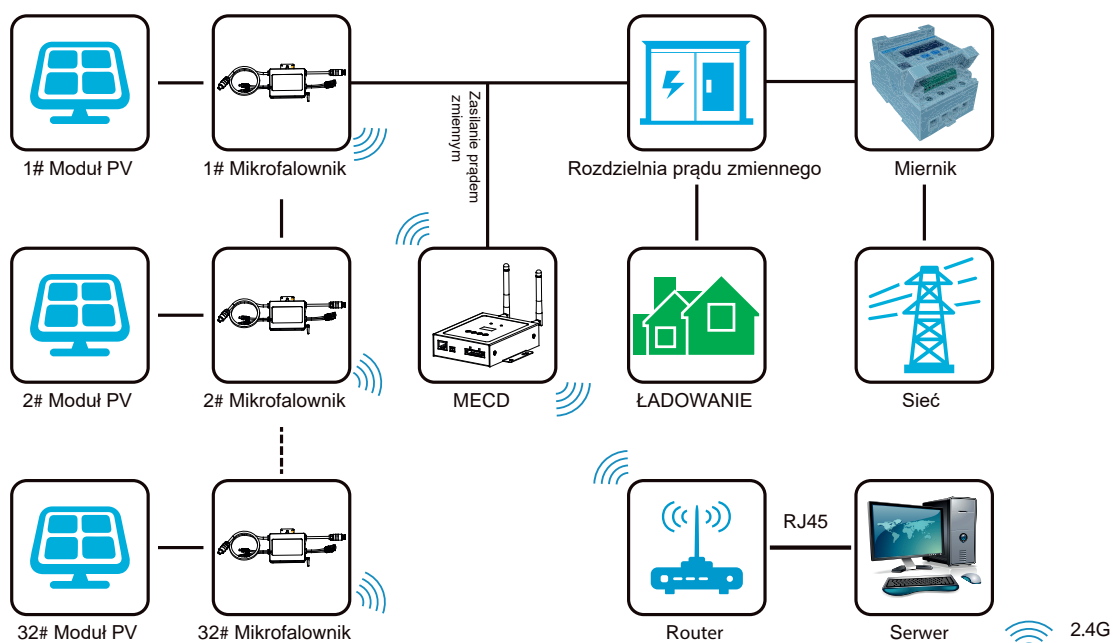 1# Moduł PV
1# Mikrofalownik
Zasilanie prądem
zmiennym
Rozdzielnia prądu zmiennego
Miernik
2# Moduł PV
2# Mikrofalownik
MECD
ŁADOWANIE
Sieć
32# Moduł PV
32# Mikrofalownik
Router
RJ45
Serwer
2.4G